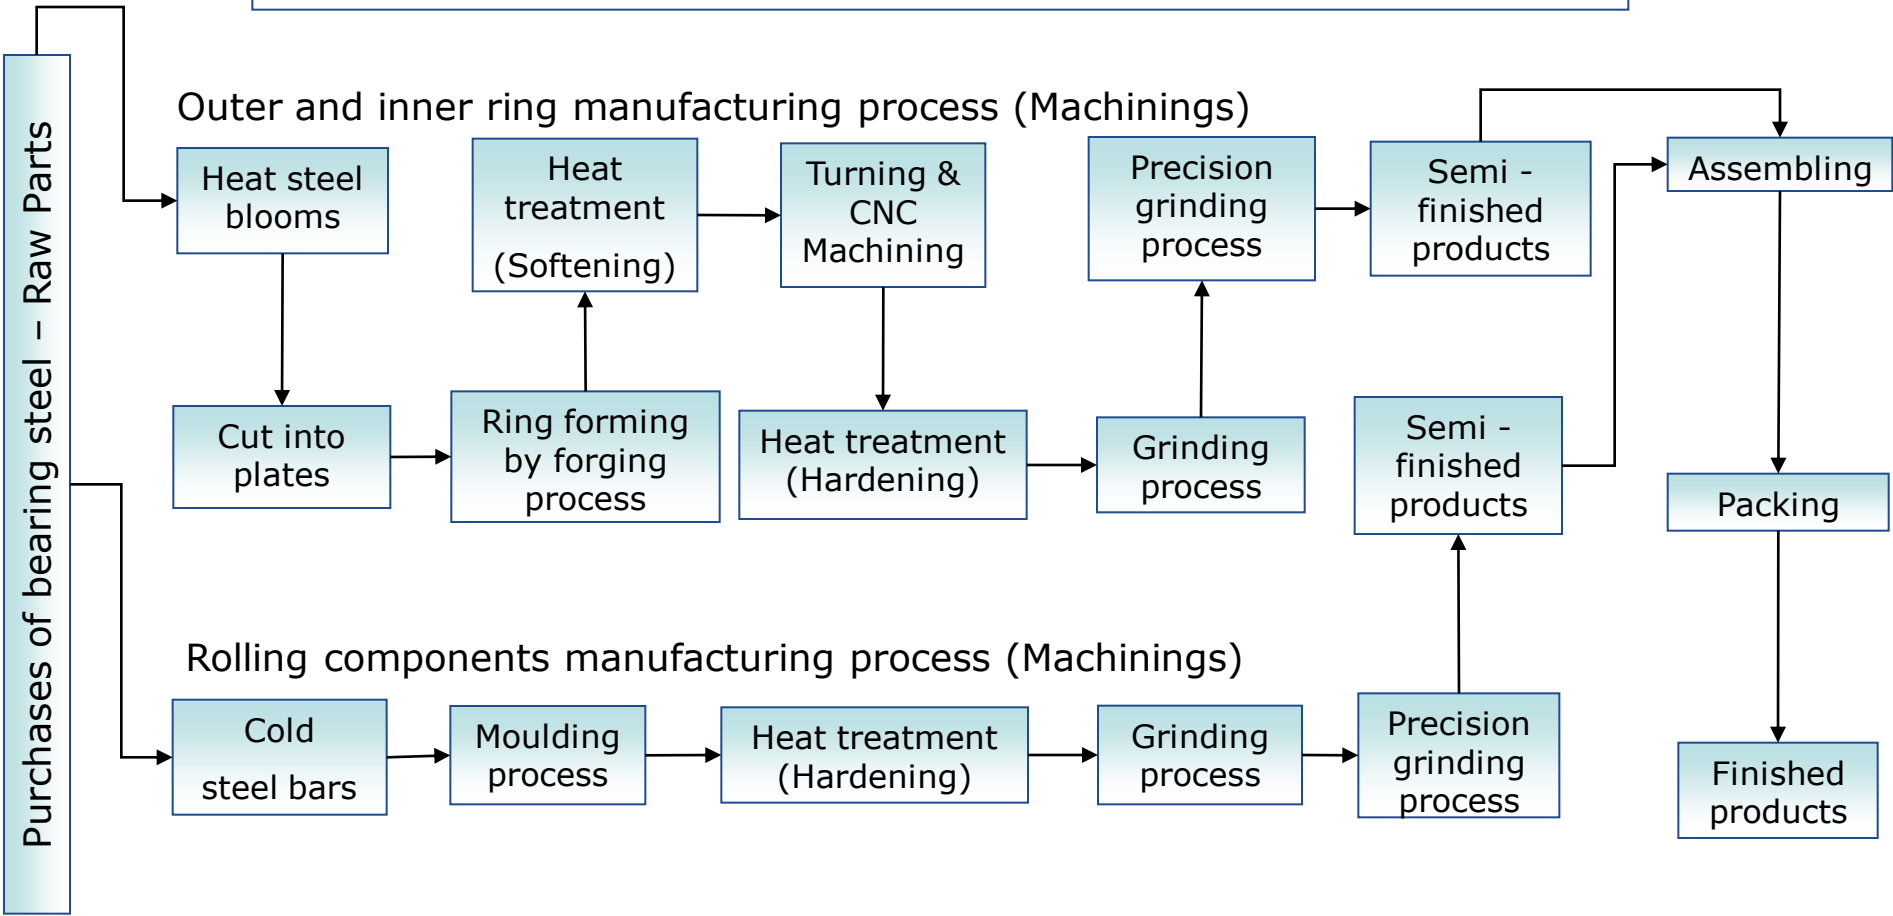 Purchases of bearing steel – Raw Parts
Outer and inner ring manufacturing process (Machinings)
Heat steel
blooms
Cut into
plates
Ring forming
by forging
process
Heat
treatment
(Softening)
Turning &
CNC
Machining
Heat treatment
(Hardening)
Grinding
process
Precision
grinding
process
Semi -
finished
products
Rolling components manufacturing process (Machinings)
Cold
steel bars
Moulding
process
Heat treatment
(Hardening)
Grinding
process
Precision
grinding
process
Semi -
finished
products
Assembling
Packing
Finished
products